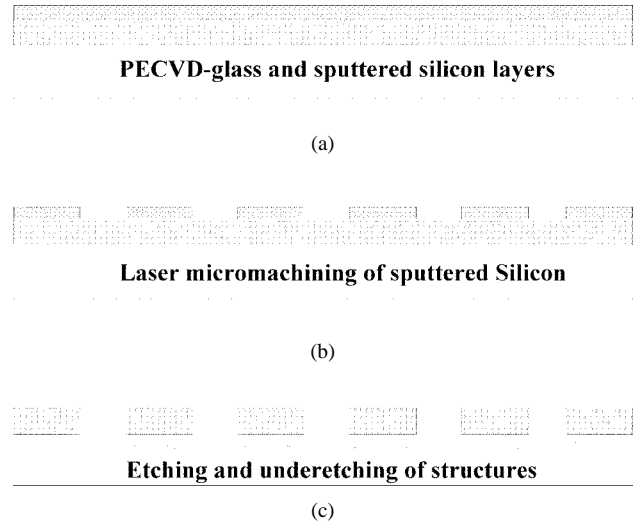 PECVD-glass and sputtered silicon layers
(a)
Laser micromachining of sputtered Silicon
(b)
Etching and underetching of structures
(c)